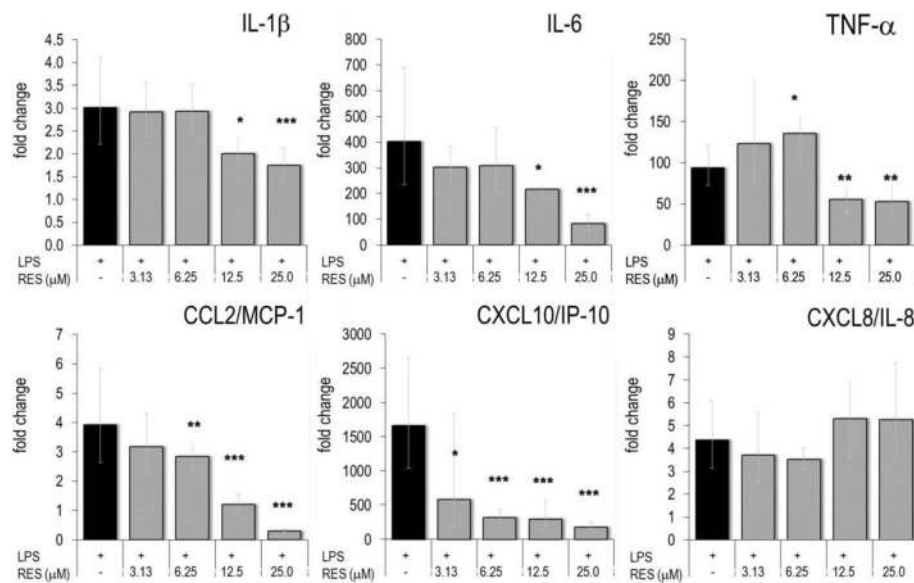 IL-1β
fold change
5.0
4.5
4.0
3.5
3.0
2.5
2.0
1.5
1.0
0.5
0.0
* ***
LPS + + + + +
RES (μM) - 3.13 6.25 12.5 25.0
IL-6
fold change
800
700
600
500
400
300
200
100
0
* ***
LPS + + + + +
RES (μM) - 3.13 6.25 12.5 25.0
TNF-α
fold change
250
200
150
100
50
0
* ** **
LPS + + + + +
RES (μM) - 3.13 6.25 12.5 25.0
CCL2/MCP-1
fold change
7
6
5
4
3
2
1
0
** *** ***
LPS + + + + +
RES (μM) - 3.13 6.25 12.5 25.0
CXCL10/IP-10
fold change
3000
2500
2000
1500
1000
500
0
* *** *** ***
LPS + + + + +
RES (μM) - 3.13 6.25 12.5 25.0
CXCL8/IL-8
fold change
9
8
7
6
5
4
3
2
1
0
LPS + + + + +
RES (μM) - 3.13 6.25 12.5 25.0